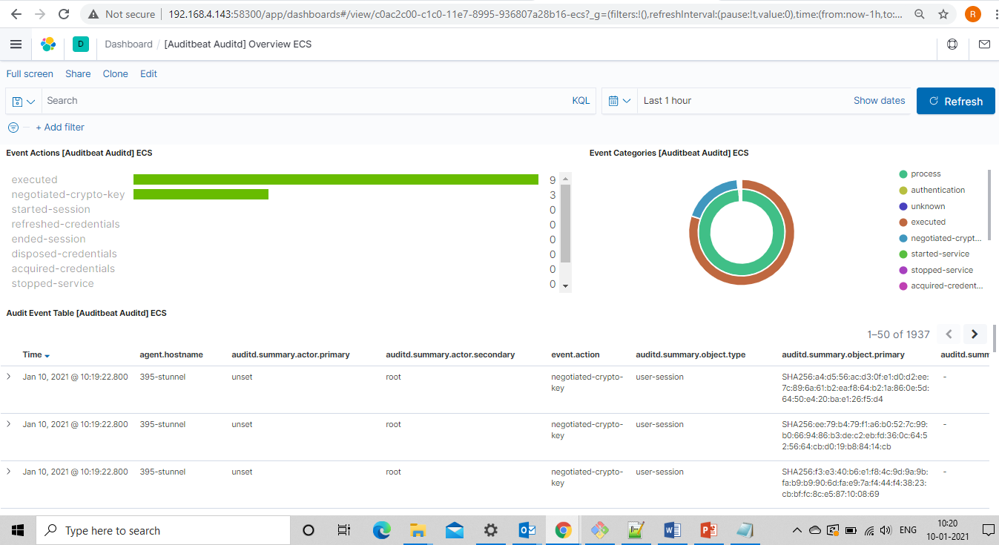 Not secure
192.168.4.143:58300/app/dashboards#/view/c0ac2c00-c1c0-11e7-8995-936807a28b16-ecs?_g=(filters:!(),refreshInterval:(pause:!t,value:0),time:(from:now-1h,to:...
R
D
Dashboard / [Auditbeat Auditd] Overview ECS
Full screen Share Clone Edit
Search KQL Last 1 hour Show dates Refresh
+ Add filter
Event Actions [Auditbeat Auditd] ECS
executed 9
negotiated-crypto-key 3
started-session 0
refreshed-credentials 0
ended-session 0
disposed-credentials 0
acquired-credentials 0
stopped-service 0
Event Categories [Auditbeat Auditd] ECS
process
authentication
unknown
executed
negotiated-crypt...
started-service
stopped-service
acquired-credent...
Audit Event Table [Auditbeat Auditd] ECS
1–50 of 1937
Time agent.hostname auditd.summary.actor.primary auditd.summary.actor.secondary event.action auditd.summary.object.type auditd.summary.object.primary auditd.summ
Jan 10, 2021 @ 10:19:22.800 395-stunnel unset root negotiated-crypto- user-session SHA256:a4:d5:56:ac:d3:0f:e1:d0:d2:ee: -
key 7c:89:6a:61:b2:ea:f8:64:b2:1a:86:0e:5d:
64:50:e4:20:ba:e1:26:f5:d4
Jan 10, 2021 @ 10:19:22.800 395-stunnel unset root negotiated-crypto- user-session SHA256:ee:79:b4:79:f1:a6:b0:52:7c:99: -
key b0:66:94:86:b3:de:c2:eb:fd:36:0c:64:5
2:56:64:cb:d0:19:b8:84:14:cb
Jan 10, 2021 @ 10:19:22.800 395-stunnel unset root negotiated-crypto- user-session SHA256:f3:e3:40:b6:e1:f8:4c:9d:9a:9b: -
key fa:b9:b9:90:6d:fa:e9:7a:f4:44:f4:38:23:
cb:bf:fc:8c:e5:87:10:08:69
Type here to search
ENG
10:20
10-01-2021